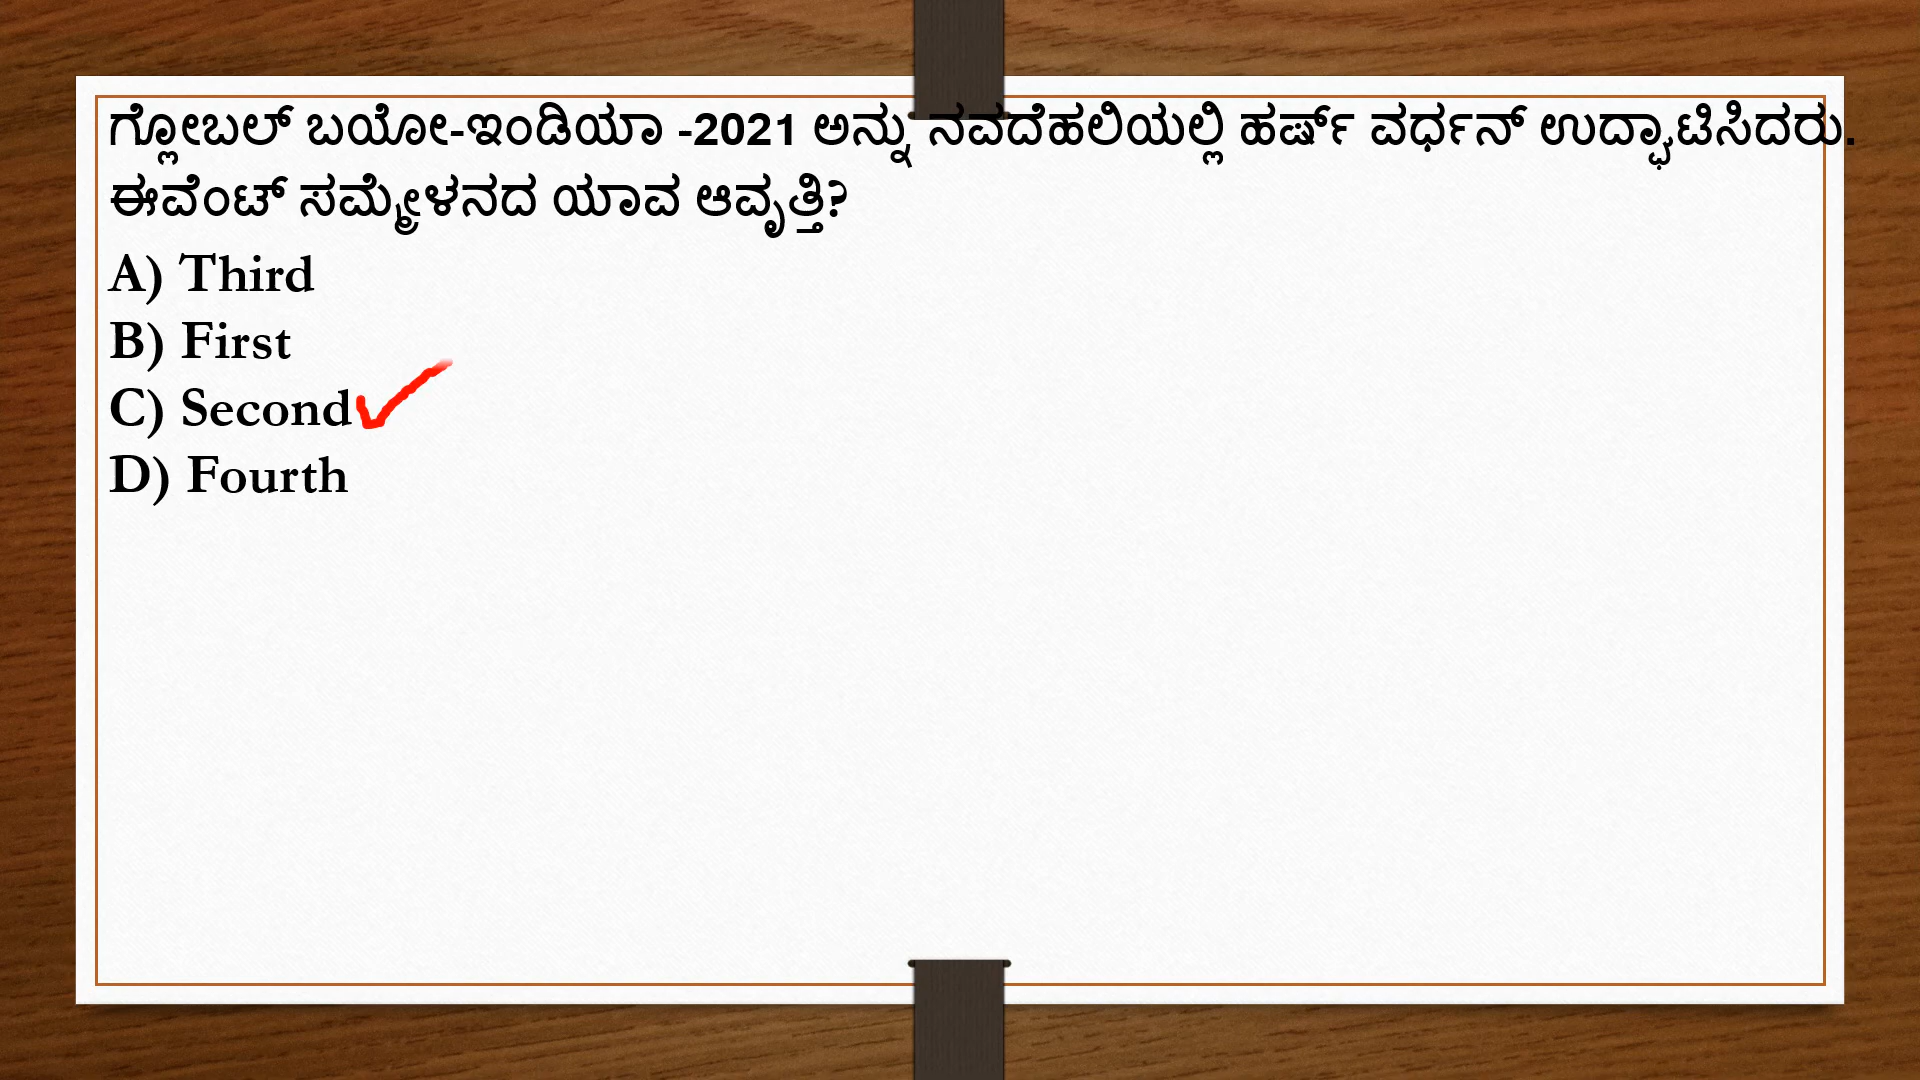 ಗ್ಲೋಬಲ್ ಬಯೋ-ಇಂಡಿಯಾ -2021 ಅನ್ನು ನವದೆಹಲಿಯಲ್ಲಿ ಹರ್ಷ್ ವರ್ಧನ್ ಉದ್ಘಾಟಿಸಿದರು.
ಈವೆಂಟ್ ಸಮ್ಮೇಳನದ ಯಾವ ಆವೃತ್ತಿ?
A) Third
B) First
C) Second
D) Fourth